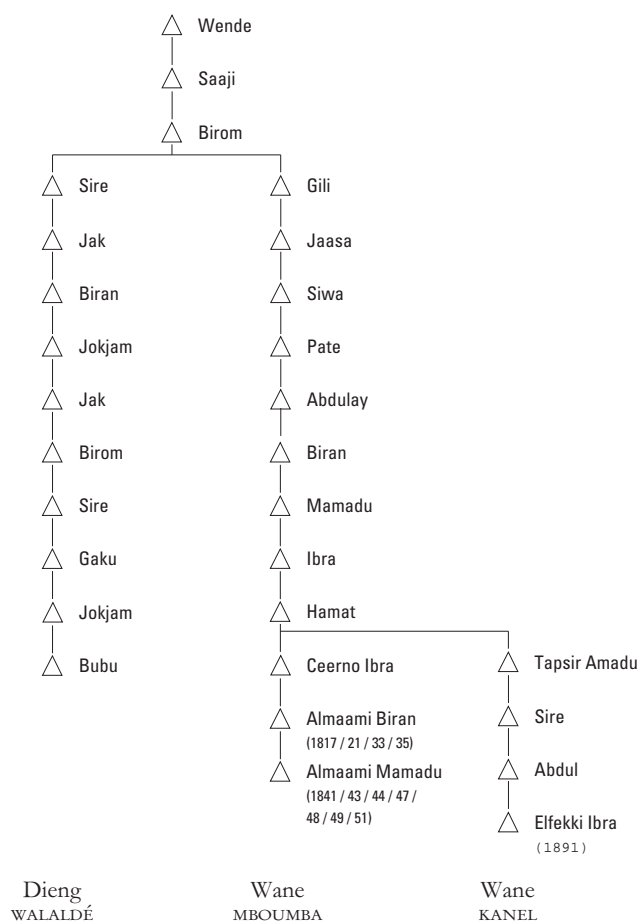 Wende
Saaji
Birom
Sire
Gili
Jak
Jaasa
Biran
Siwa
Jokjam
Pate
Jak
Abdulay
Birom
Biran
Sire
Mamadu
Gaku
Ibra
Jokjam
Hamat
Bubu
Ceerno Ibra
Tapsir Amadu
Almaami Biran
(1817 / 21 / 33 / 35)
Sire
Almaami Mamadu
(1841 / 43 / 44 / 47 /
48 / 49 / 51)
Abdul
Elfekki Ibra
(1891)
Dieng
WALALDÉ
Wane
MBOUMBA
Wane
KANEL